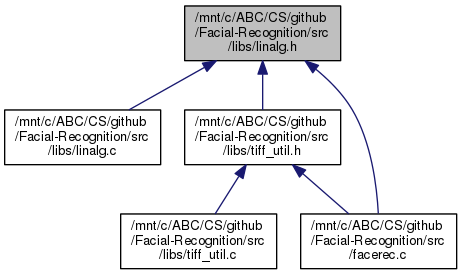 /mnt/c/ABC/CS/github
/Facial-Recognition/src
/libs/linalg.h
/mnt/c/ABC/CS/github
/Facial-Recognition/src
/libs/linalg.c
/mnt/c/ABC/CS/github
/Facial-Recognition/src
/libs/tiff_util.h
/mnt/c/ABC/CS/github
/Facial-Recognition/src
/libs/tiff_util.c
/mnt/c/ABC/CS/github
/Facial-Recognition/src
/facerec.c